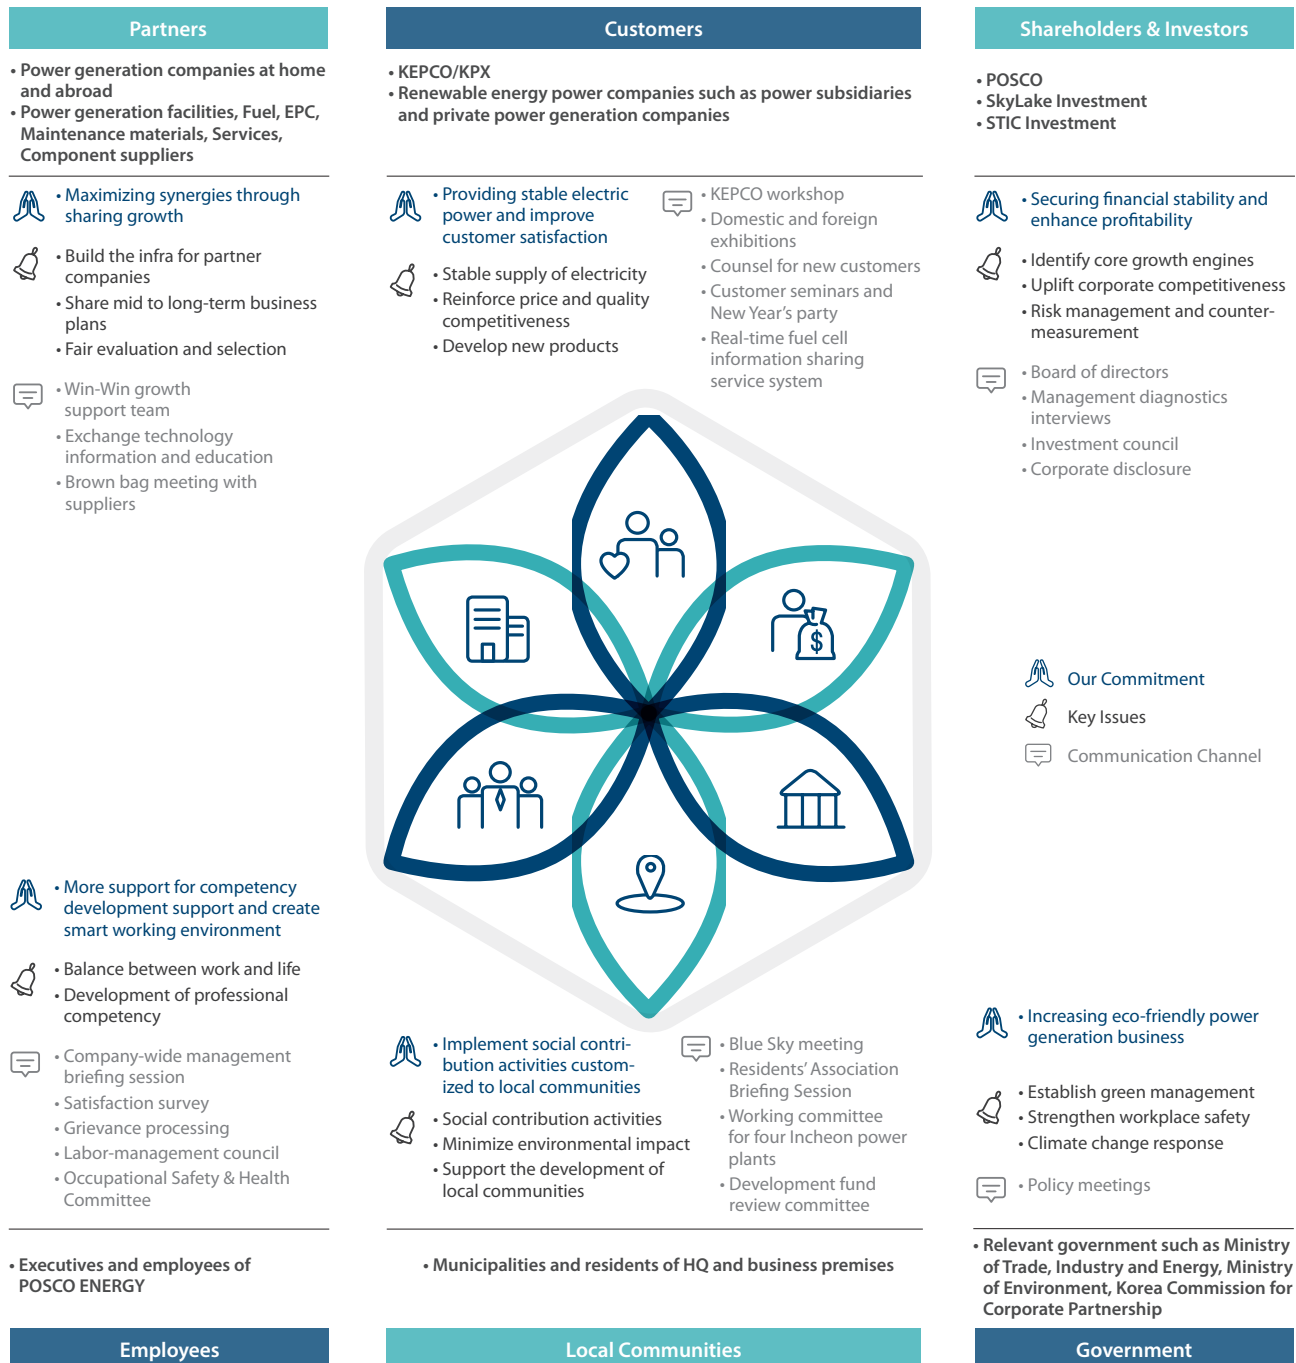 Partners
• Power generation companies at home
and abroad
• Power generation facilities, Fuel, EPC,
Maintenance materials, Services,
Component suppliers
• Maximizing synergies through
sharing growth
• Build the infra for partner
companies
• Share mid to long-term business
plans
• Fair evaluation and selection
• Win-Win growth
support team
• Exchange technology
information and education
• Brown bag meeting with
suppliers
Customers
• KEPCO/KPX
• Renewable energy power companies such as power subsidiaries
and private power generation companies
• Providing stable electric
power and improve
customer satisfaction
• Stable supply of electricity
• Reinforce price and quality
competitiveness
• Develop new products
• KEPCO workshop
• Domestic and foreign
exhibitions
• Counsel for new customers
• Customer seminars and
New Year's party
• Real-time fuel cell
information sharing
service system
Shareholders & Investors
• POSCO
• SkyLake Investment
• STIC Investment
• Securing financial stability and
enhance profitability
• Identify core growth engines
• Uplift corporate competitiveness
• Risk management and counter-
measurement
• Board of directors
• Management diagnostics
interviews
• Investment council
• Corporate disclosure
$
Our Commitment
Key Issues
Communication Channel
• More support for competency
development support and create
smart working environment
• Balance between work and life
• Development of professional
competency
• Company-wide management
briefing session
• Satisfaction survey
• Grievance processing
• Labor-management council
• Occupational Safety & Health
Committee
• Executives and employees of
POSCO ENERGY
Employees
• Implement social contri-
bution activities custom-
ized to local communities
• Social contribution activities
• Minimize environmental impact
• Support the development of
local communities
• Blue Sky meeting
• Residents' Association
Briefing Session
• Working committee
for four Incheon power
plants
• Development fund
review committee
• Municipalities and residents of HQ and business premises
Local Communities
• Increasing eco-friendly power
generation business
• Establish green management
• Strengthen workplace safety
• Climate change response
• Policy meetings
• Relevant government such as Ministry
of Trade, Industry and Energy, Ministry
of Environment, Korea Commission for
Corporate Partnership
Government